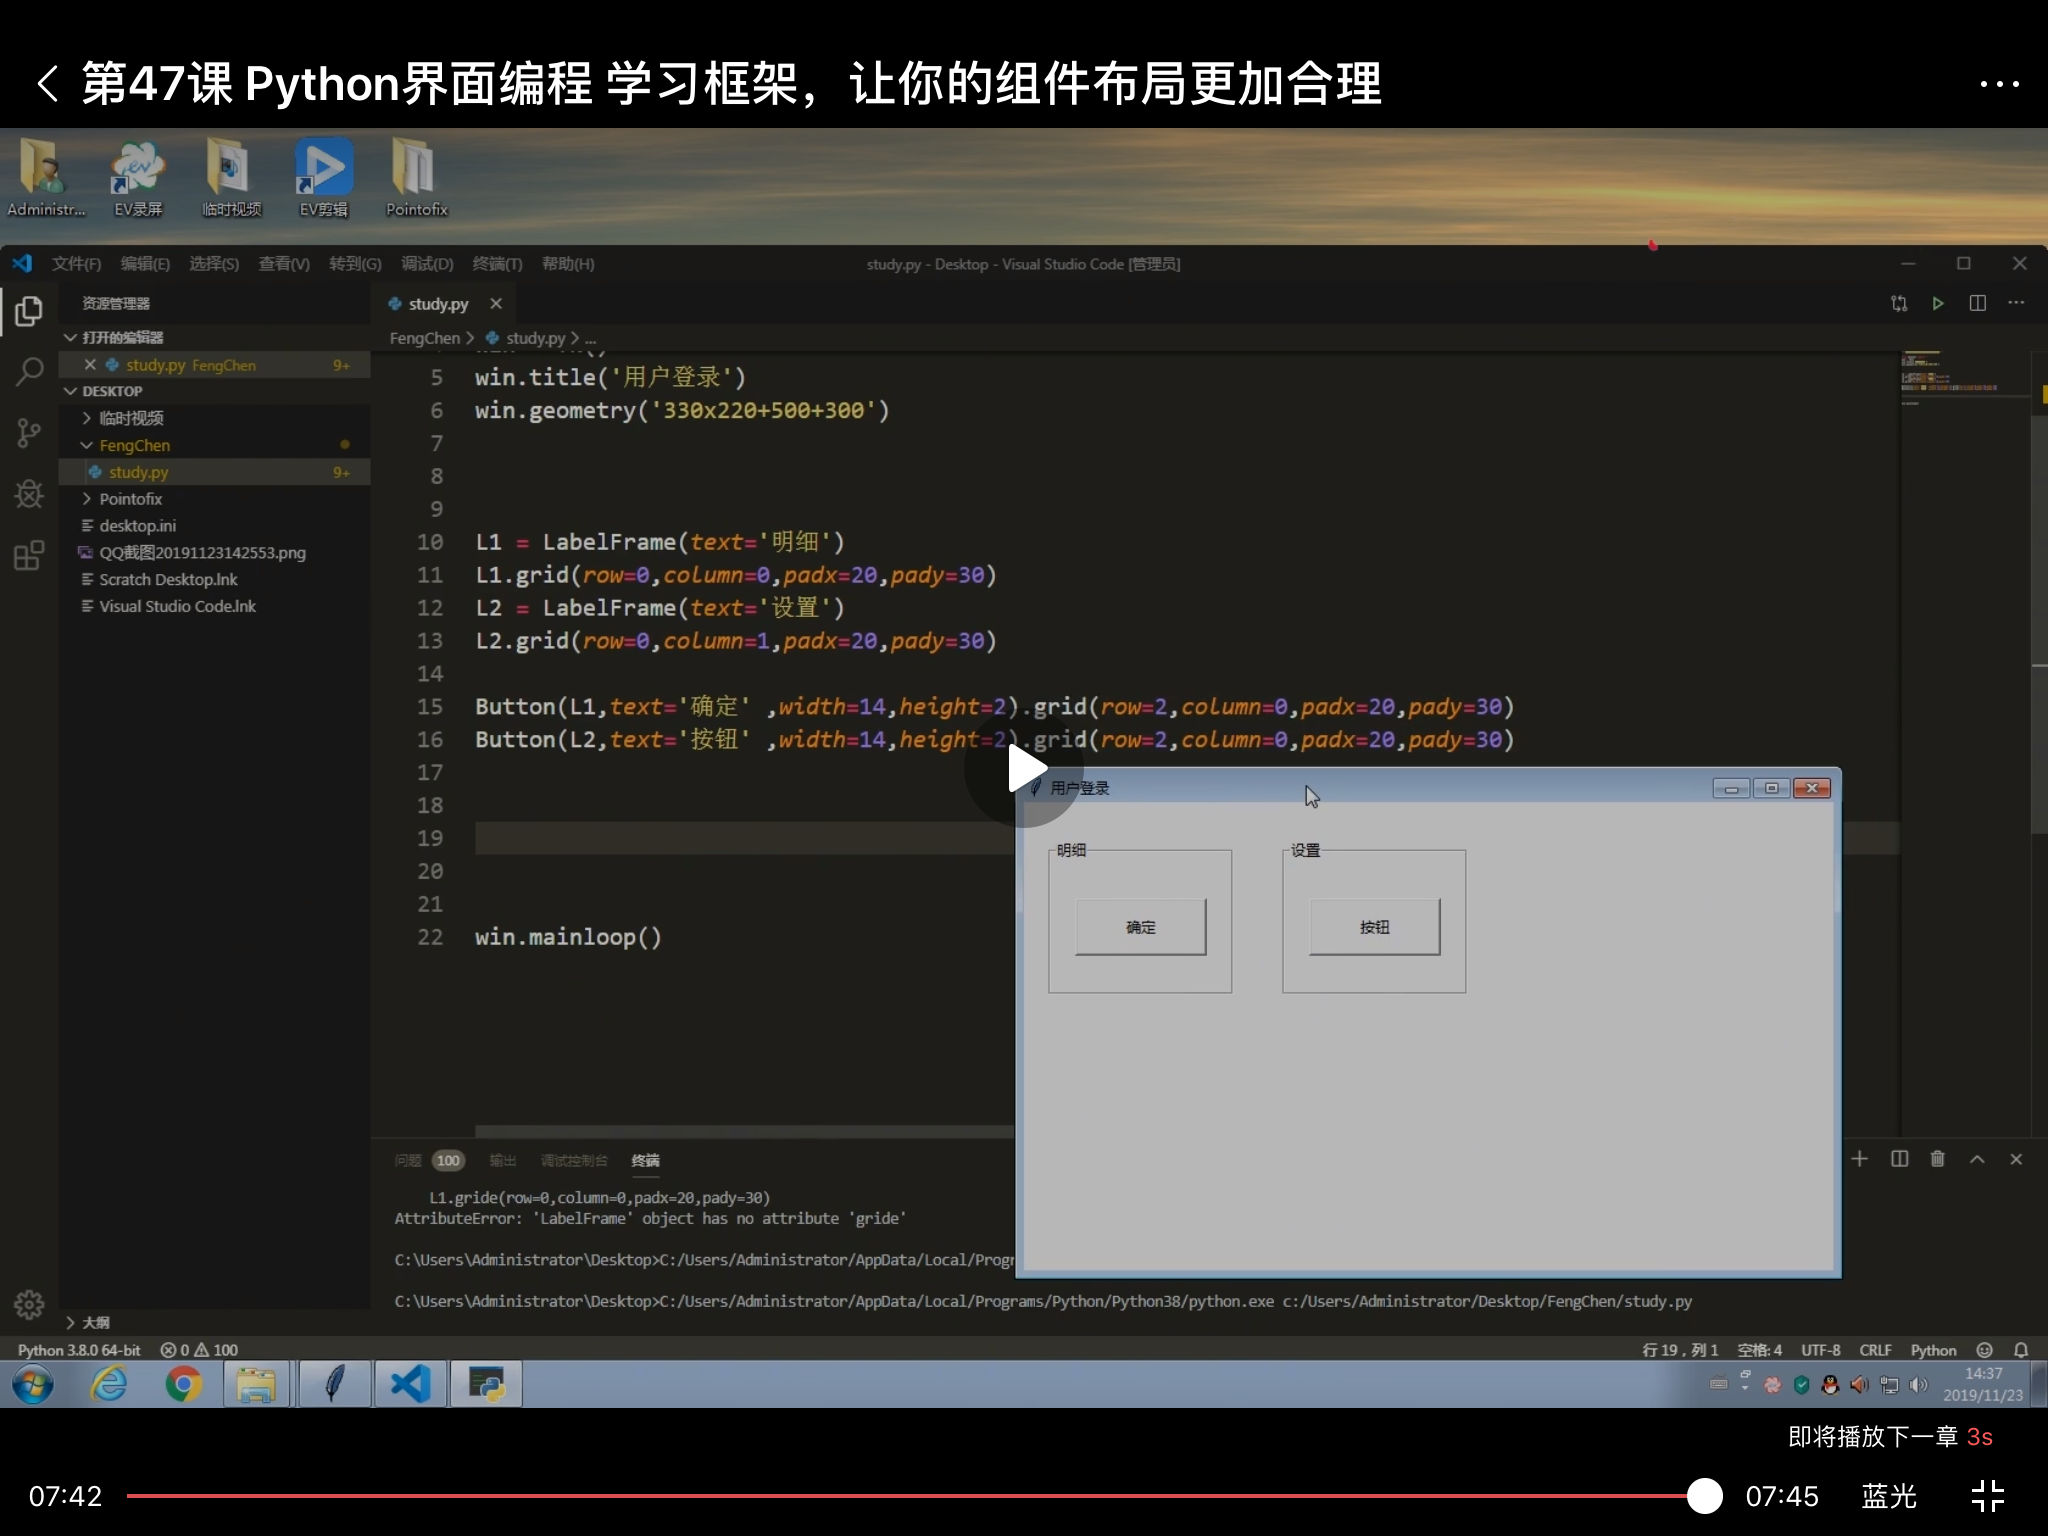 第47课 Python界面编程 学习框架，让你的组件布局更加合理
Administr...
EV录屏
临时视频
EV剪辑
Pointofix
文件(F) 编辑(E) 选择(S) 查看(V) 转到(G) 调试(D) 终端(T) 帮助(H)
study.py - Desktop - Visual Studio Code [管理员]
资源管理器
study.py
打开的编辑器
FengChen > study.py > ...
study.py FengChen 9+
DESKTOP
临时视频
FengChen
study.py 9+
Pointofix
desktop.ini
QQ截图20191123142553.png
Scratch Desktop.lnk
Visual Studio Code.lnk
大纲
5 win.title('用户登录')
6 win.geometry('330x220+500+300')
7
8
9
10 L1 = LabelFrame(text='明细')
11 L1.grid(row=0,column=0,padx=20,pady=30)
12 L2 = LabelFrame(text='设置')
13 L2.grid(row=0,column=1,padx=20,pady=30)
14
15 Button(L1,text='确定' ,width=14,height=2).grid(row=2,column=0,padx=20,pady=30)
16 Button(L2,text='按钮' ,width=14,height=2).grid(row=2,column=0,padx=20,pady=30)
17
18
19
20
21
22 win.mainloop()
用户登录
明细
设置
确定
按钮
问题 100 输出 调试控制台 终端
L1.gride(row=0,column=0,padx=20,pady=30)
AttributeError: 'LabelFrame' object has no attribute 'gride'
C:\Users\Administrator\Desktop>C:/Users/Administrator/AppData/Local/Progr
C:\Users\Administrator\Desktop>C:/Users/Administrator/AppData/Local/Programs/Python/Python38/python.exe c:/Users/Administrator/Desktop/FengChen/study.py
Python 3.8.0 64-bit 0 100
行 19，列 1 空格: 4 UTF-8 CRLF Python
14:37
2019/11/23
即将播放下一章 3s
07:42
07:45
蓝光